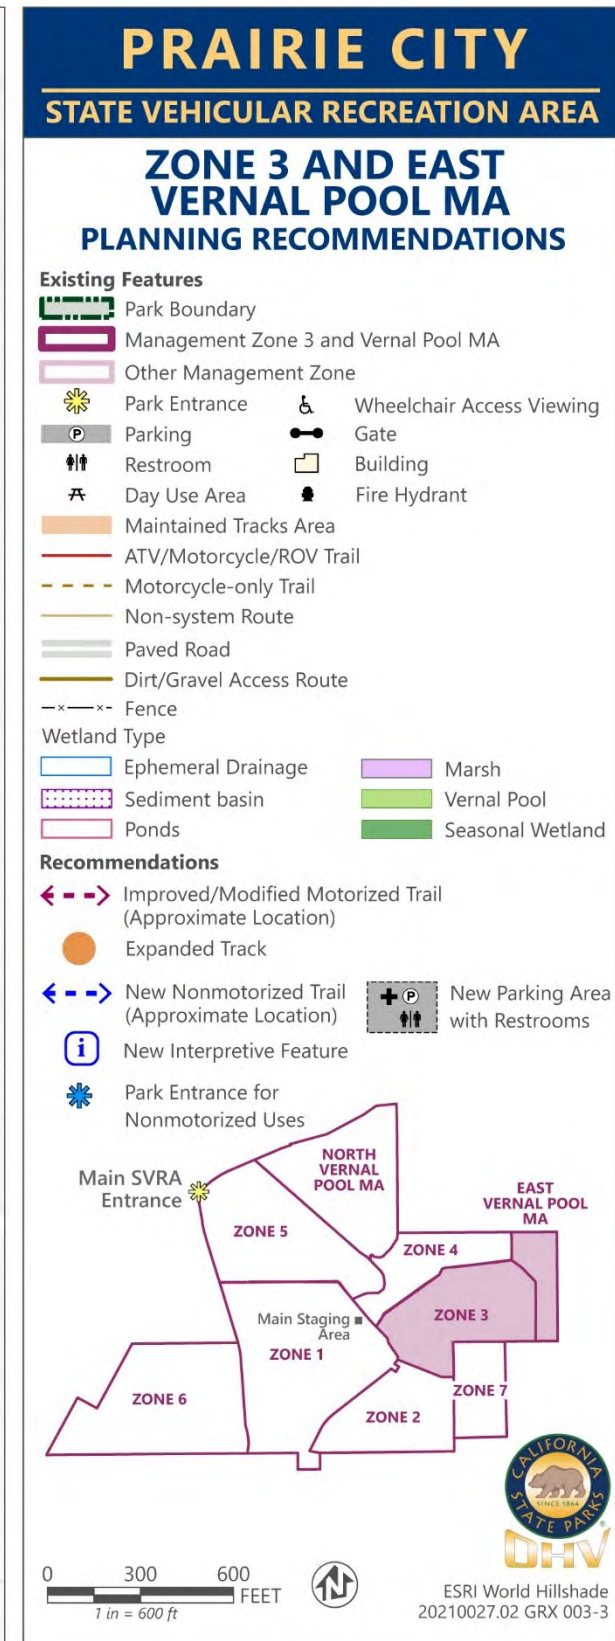 PRAIRIE CITY
STATE VEHICULAR RECREATION AREA
ZONE 3 AND EAST
VERNAL POOL MA
PLANNING RECOMMENDATIONS
Existing Features
Park Boundary
Management Zone 3 and Vernal Pool MA
Other Management Zone
Park Entrance
Wheelchair Access Viewing
P
Parking
Gate
Restroom
Building
Day Use Area
Fire Hydrant
Maintained Tracks Area
ATV/Motorcycle/ROV Trail
Motorcycle-only Trail
Non-system Route
Paved Road
Dirt/Gravel Access Route
Fence
Wetland Type
Ephemeral Drainage
Marsh
Sediment basin
Vernal Pool
Ponds
Seasonal Wetland
Recommendations
Improved/Modified Motorized Trail
(Approximate Location)
Expanded Track
New Nonmotorized Trail
(Approximate Location)
P
New Parking Area
with Restrooms
i
New Interpretive Feature
Park Entrance for
Nonmotorized Uses
NORTH
VERNAL
POOL MA
Main SVRA
Entrance
EAST
VERNAL POOL
MA
ZONE 5
ZONE 4
Main Staging
Area
ZONE 3
ZONE 1
ZONE 7
ZONE 6
ZONE 2
CALIFORNIA
SINCE 1864
STATE PARKS
OHV
0 300 600
FEET
1 in = 600 ft
N
ESRI World Hillshade
20210027.02 GRX 003-3